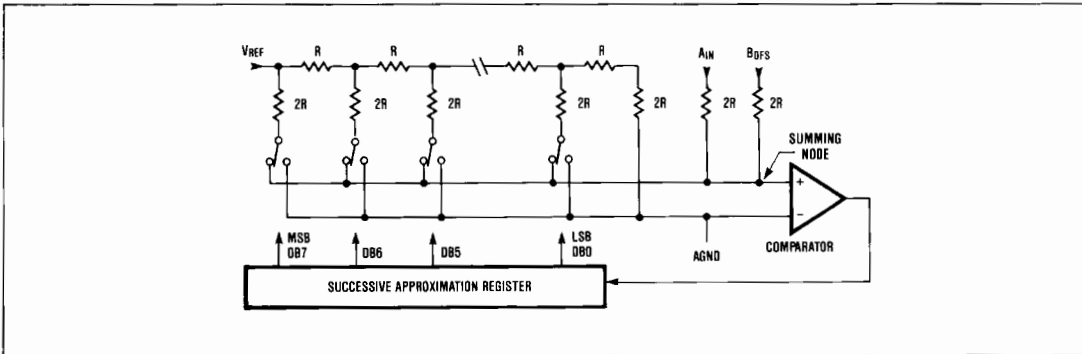 VREF R R R R AIN BOFS
2R 2R 2R 2R 2R 2R 2R
SUMMING
NODE
+
−
COMPARATOR
MSB
DB7 DB6 DB5 LSB
DB0 AGND
SUCCESSIVE APPROXIMATION REGISTER